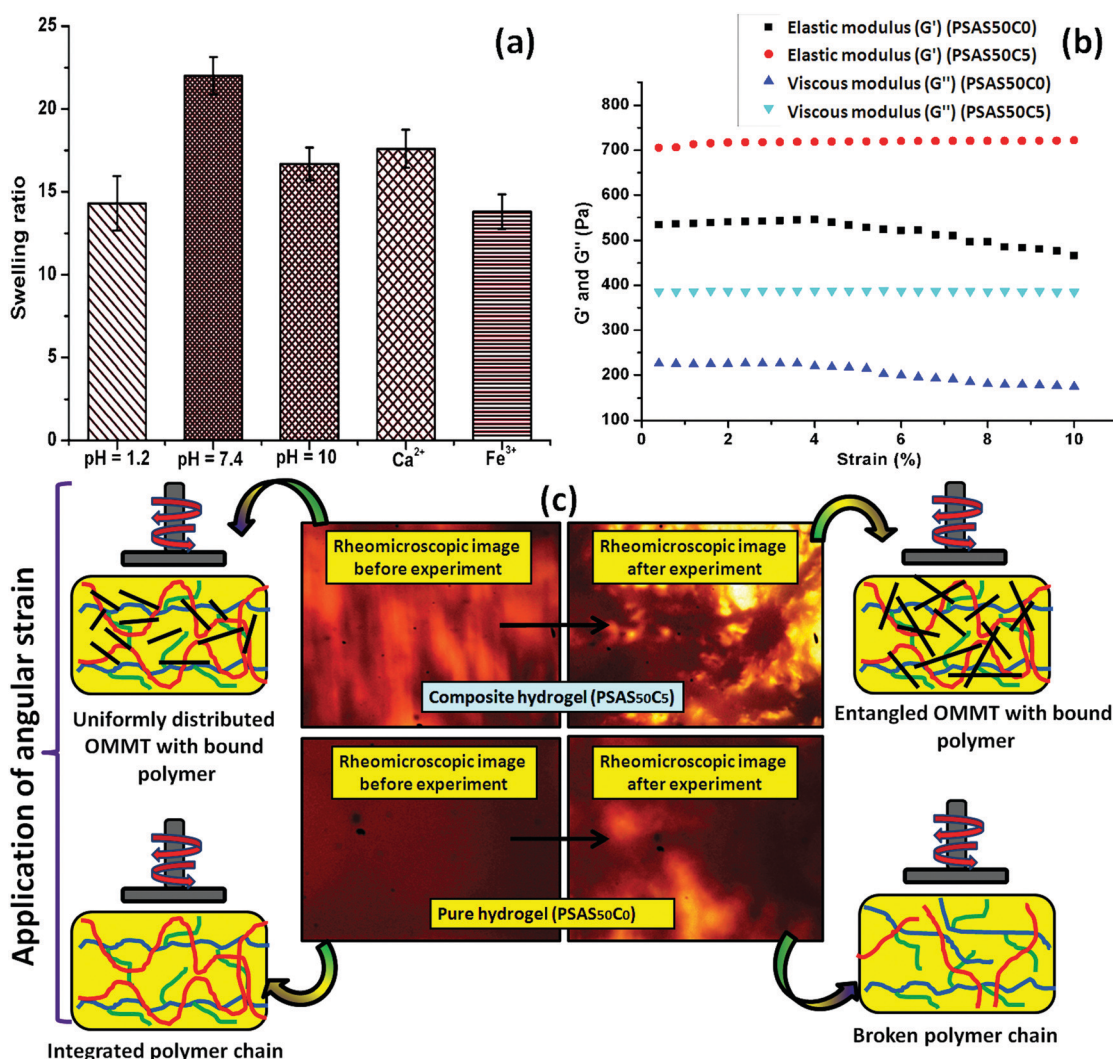 (a)
Swelling ratio
25
20
15
10
5
0
pH = 1.2
pH = 7.4
pH = 10
Ca²⁺
Fe³⁺
Elastic modulus (G') (PSAS50C0)
Elastic modulus (G') (PSAS50C5)
Viscous modulus (G'') (PSAS50C0)
Viscous modulus (G'') (PSAS50C5)
(b)
G' and G'' (Pa)
800
700
600
500
400
300
200
100
0
2
4
6
8
10
Strain (%)
(c)
Application of angular strain
Rheomicroscopic image
before experiment
Rheomicroscopic image
after experiment
Composite hydrogel (PSAS50C5)
Uniformly distributed
OMMT with bound
polymer
Entangled OMMT with bound
polymer
Rheomicroscopic image
before experiment
Rheomicroscopic image
after experiment
Pure hydrogel (PSAS50C0)
Integrated polymer chain
Broken polymer chain